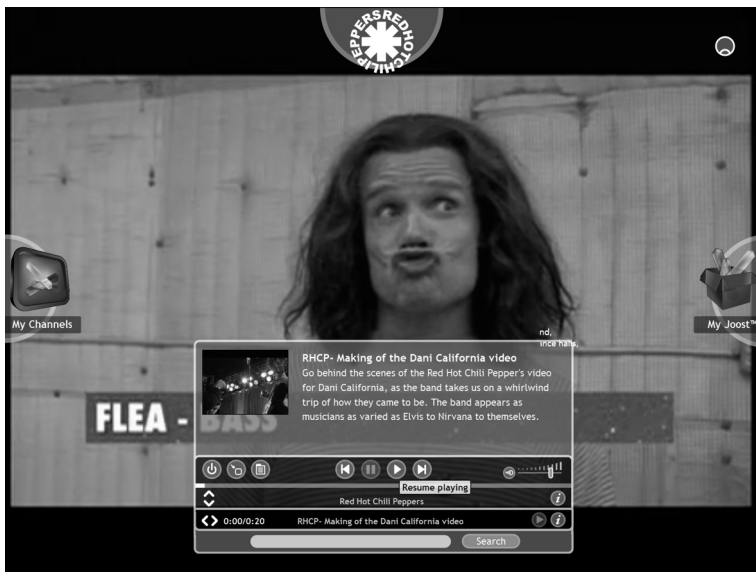 REDHOTCHILIPEPPERS
My Channels
My Joost™
nd,
ince halls,
RHCP- Making of the Dani California video
Go behind the scenes of the Red Hot Chili Pepper's video
for Dani California, as the band takes us on a whirlwind
trip of how they came to be. The band appears as
musicians as varied as Elvis to Nirvana to themselves.
FLEA - BASS
Resume playing
Red Hot Chili Peppers
0:00/0:20 RHCP- Making of the Dani California video
Search